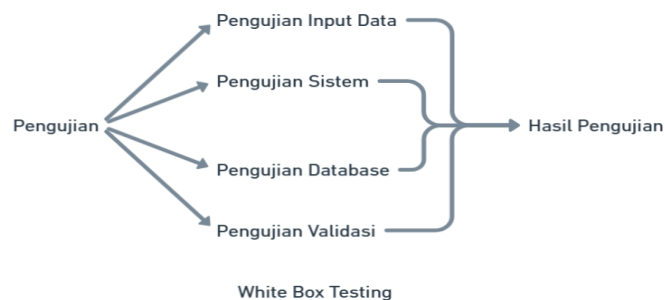 Pengujian Input Data
Pengujian Sistem
Pengujian
Hasil Pengujian
Pengujian Database
Pengujian Validasi
White Box Testing